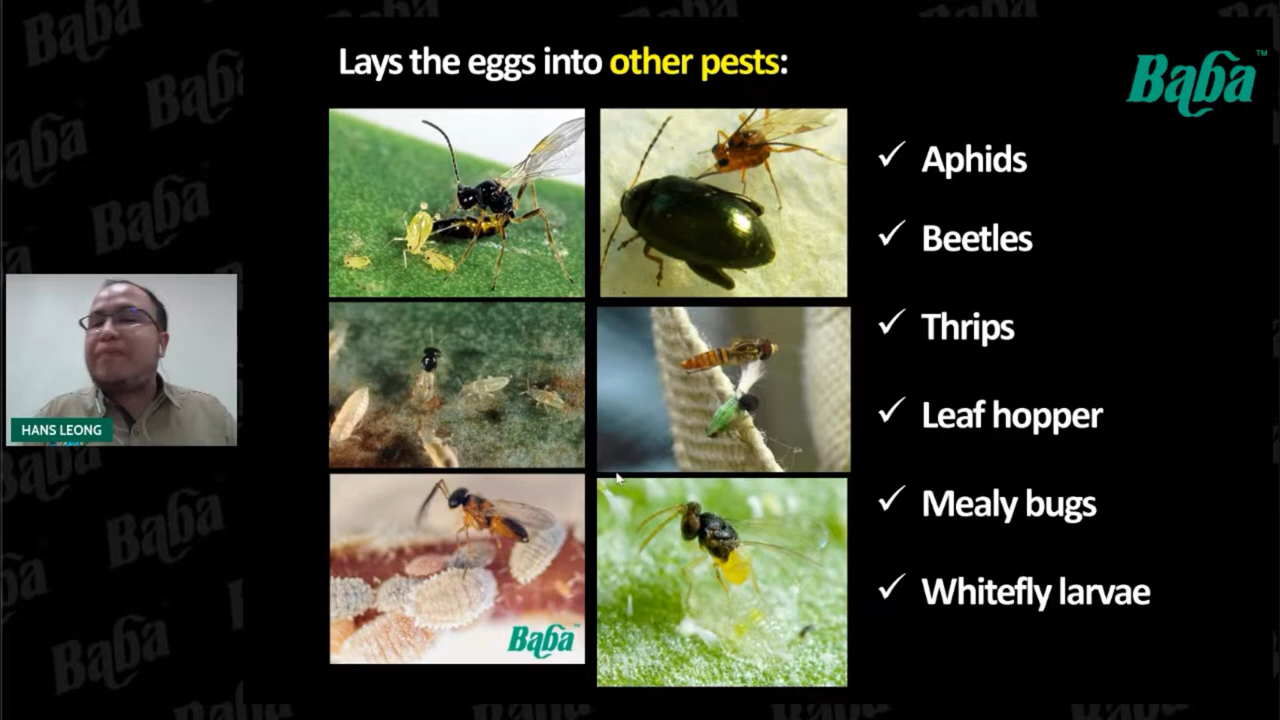 Lays the eggs into other pests:
Baba™
✓ Aphids
✓ Beetles
✓ Thrips
✓ Leaf hopper
✓ Mealy bugs
✓ Whitefly larvae
HANS LEONG
Baba™